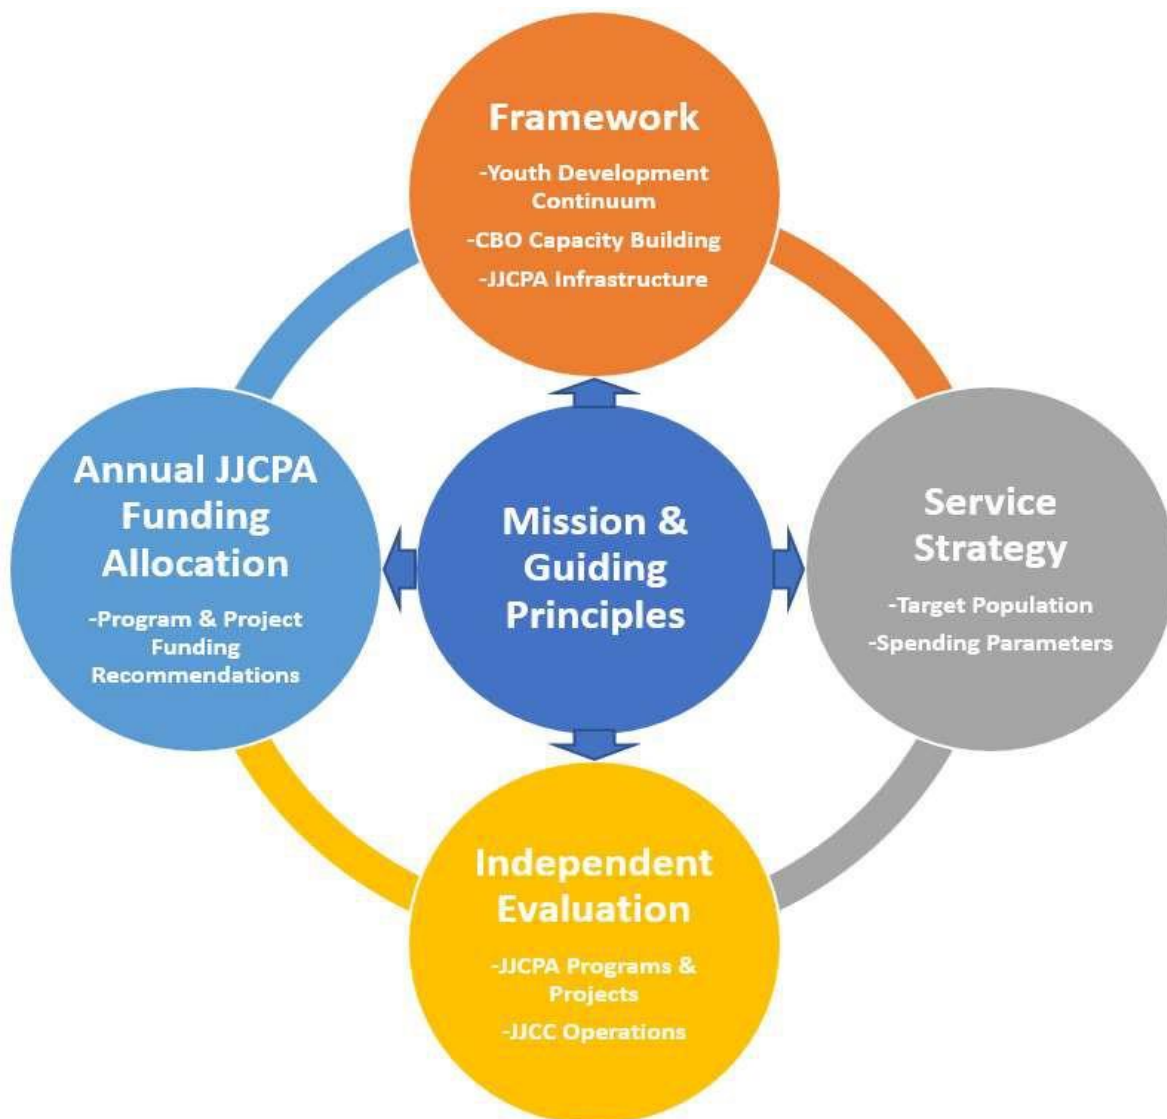 Framework
-Youth Development
Continuum
-CBO Capacity Building
-JJCPA Infrastructure
Annual JJCPA
Funding
Allocation
-Program & Project
Funding
Recommendations
Mission &
Guiding
Principles
Service
Strategy
-Target Population
-Spending Parameters
Independent
Evaluation
-JJCPA Programs &
Projects
-JJCC Operations